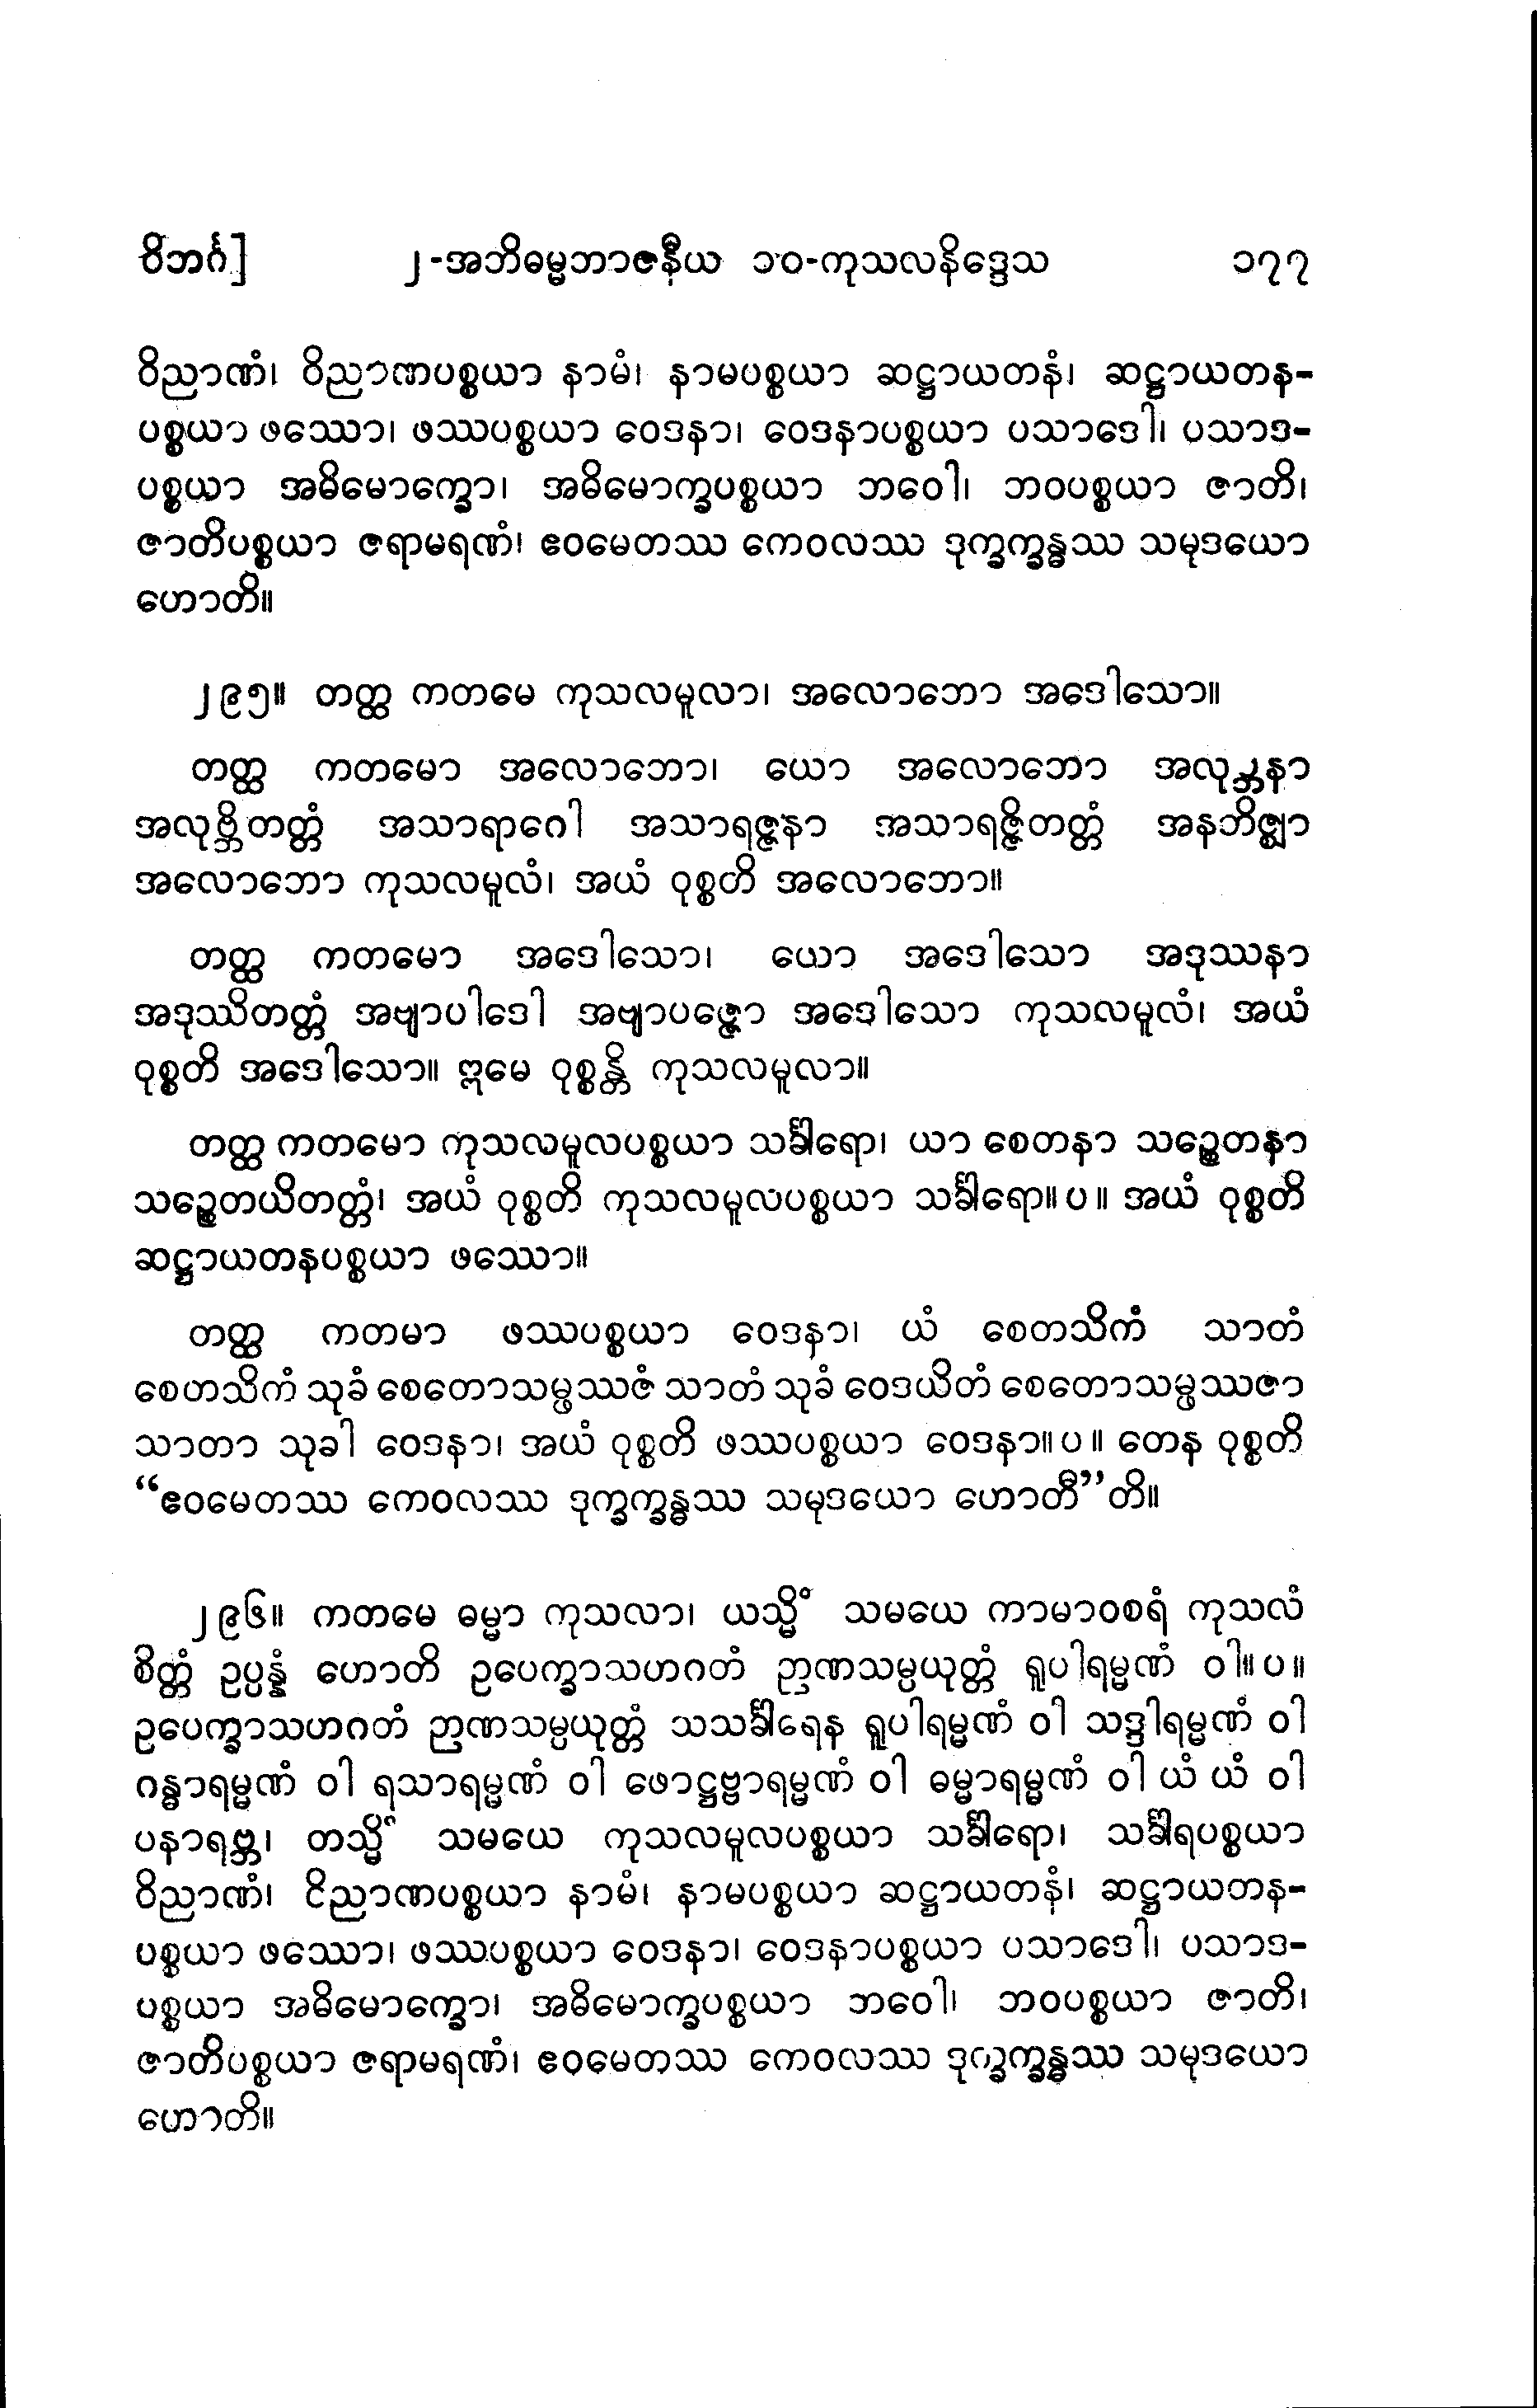 ဝိဘင်္ဂ] ၂-အဘိဓမ္မဘာဇနီယ ၁၀-ကုသလနိဒ္ဒေသ ၁၇၇
ဝိညာဏံ၊ ဝိညာဏပစ္စယာ နာမံ၊ နာမပစ္စယာ ဆဋ္ဌာယတနံ၊ ဆဋ္ဌာယတန-
ပစ္စယာ ဖဿော၊ ဖဿပစ္စယာ ဝေဒနာ၊ ဝေဒနာပစ္စယာ ပသာဒေါ၊ ပသာဒ-
ပစ္စယာ အဓိမောက္ခော၊ အဓိမောက္ခပစ္စယာ ဘဝေါ၊ ဘဝပစ္စယာ ဇာတိ၊
ဇာတိပစ္စယာ ဇရာမရဏံ၊ ဧဝမေတဿ ကေဝလဿ ဒုက္ခက္ခန္ဓဿ သမုဒယော
ဟောတိ။
၂၉၅။ တတ္ထ ကတမေ ကုသလမူလာ၊ အလောဘော အဒေါသော။
တတ္ထ ကတမော အလောဘော၊ ယော အလောဘော အလုဗ္ဘနာ
အလုဗ္ဘိတတ္တံ အသာရာဂေါ အသာရဇ္ဇနာ အသာရဇ္ဇိတတ္တံ အနဘိဇ္ဈာ
အလောဘော ကုသလမူလံ၊ အယံ ဝုစ္စတိ အလောဘော။
တတ္ထ ကတမော အဒေါသော၊ ယော အဒေါသော အဒုဿနာ
အဒုဿိတတ္တံ အဗျာပါဒေါ အဗျာပဇ္ဇော အဒေါသော ကုသလမူလံ၊ အယံ
ဝုစ္စတိ အဒေါသော။ ဣမေ ဝုစ္စန္တိ ကုသလမူလာ။
တတ္ထ ကတမော ကုသလမူလပစ္စယာ သင်္ခါရော၊ ယာ စေတနာ သဉ္စေတနာ
သဉ္စေတယိတတ္တံ၊ အယံ ဝုစ္စတိ ကုသလမူလပစ္စယာ သင်္ခါရော။ပ။ အယံ ဝုစ္စတိ
ဆဋ္ဌာယတနပစ္စယာ ဖဿော။
တတ္ထ ကတမာ ဖဿပစ္စယာ ဝေဒနာ၊ ယံ စေတသိကံ သာတံ
စေတသိကံ သုခံ စေတောသမ္ဖဿဇံ သာတံ သုခံ ဝေဒယိတံ စေတောသမ္ဖဿဇာ
သာတာ သုခါ ဝေဒနာ၊ အယံ ဝုစ္စတိ ဖဿပစ္စယာ ဝေဒနာ။ပ။ တေန ဝုစ္စတိ
“ဧဝမေတဿ ကေဝလဿ ဒုက္ခက္ခန္ဓဿ သမုဒယော ဟောတီ”တိ။
၂၉၆။ ကတမေ ဓမ္မာ ကုသလာ၊ ယသ္မိံ သမယေ ကာမာဝစရံ ကုသလံ
စိတ္တံ ဥပ္ပန္နံ ဟောတိ ဥပေက္ခာသဟဂတံ ဉာဏသမ္ပယုတ္တံ ရူပါရမ္မဏံ ဝါ။ပ။
ဥပေက္ခာသဟဂတံ ဉာဏသမ္ပယုတ္တံ သသင်္ခါရေန ရူပါရမ္မဏံ ဝါ သဒ္ဒါရမ္မဏံ ဝါ
ဂန္ဓာရမ္မဏံ ဝါ ရသာရမ္မဏံ ဝါ ဖောဋ္ဌဗ္ဗာရမ္မဏံ ဝါ ဓမ္မာရမ္မဏံ ဝါ ယံ ယံ ဝါ
ပနာရဗ္ဘ၊ တသ္မိံ သမယေ ကုသလမူလပစ္စယာ သင်္ခါရော၊ သင်္ခါရပစ္စယာ
ဝိညာဏံ၊ ဝိညာဏပစ္စယာ နာမံ၊ နာမပစ္စယာ ဆဋ္ဌာယတနံ၊ ဆဋ္ဌာယတန-
ပစ္စယာ ဖဿော၊ ဖဿပစ္စယာ ဝေဒနာ၊ ဝေဒနာပစ္စယာ ပသာဒေါ၊ ပသာဒ-
ပစ္စယာ အဓိမောက္ခော၊ အဓိမောက္ခပစ္စယာ ဘဝေါ၊ ဘဝပစ္စယာ ဇာတိ၊
ဇာတိပစ္စယာ ဇရာမရဏံ၊ ဧဝမေတဿ ကေဝလဿ ဒုက္ခက္ခန္ဓဿ သမုဒယော
ဟောတိ။